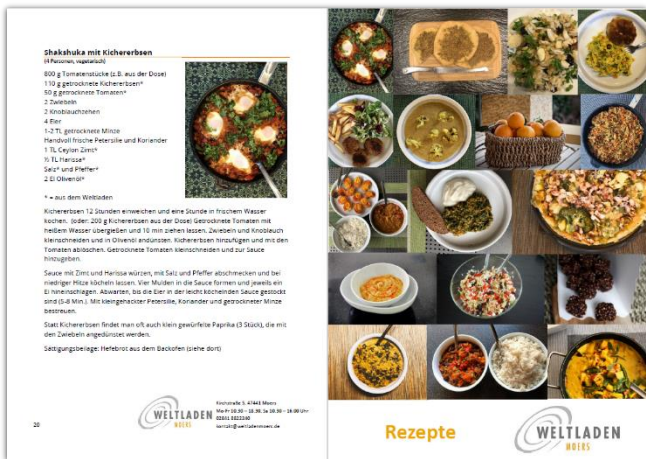 Shakshuka mit Kichererbsen
(4 Personen, vegetarisch)
800 g Tomatenstücke (z.B. aus der Dose)
110 g getrocknete Kichererbsen*
50 g getrocknete Tomaten*
2 Zwiebeln
2 Knoblauchzehen
4 Eier
1-2 TL getrocknete Minze
Handvoll frische Petersilie und Koriander
1 TL Ceylon Zimt*
½ TL Harissa*
Salz* und Pfeffer*
2 El Olivenöl*
* = aus dem Weltladen
Kichererbsen 12 Stunden einweichen und eine Stunde in frischem Wasser
kochen. (oder: 200 g Kichererbsen aus der Dose) Getrocknete Tomaten mit
heißem Wasser übergießen und 10 min ziehen lassen. Zwiebeln und Knoblauch
kleinschneiden und in Olivenöl andünsten. Kichererbsen hinzufügen und mit den
Tomaten ablöschen. Getrocknete Tomaten kleinschneiden und zur Sauce
hinzugeben.
Sauce mit Zimt und Harissa würzen, mit Salz und Pfeffer abschmecken und bei
niedriger Hitze köcheln lassen. Vier Mulden in die Sauce formen und jeweils ein
Ei hineinschlagen. Abwarten, bis die Eier in der leicht köchelnden Sauce gestockt
sind (5-8 Min.). Mit kleingehackter Petersilie, Koriander und getrockneter Minze
bestreuen.
Statt Kichererbsen findet man oft auch klein gewürfelte Paprika (3 Stück), die mit
den Zwiebeln angedünstet werden.
Sättigungsbeilage: Hefebrot aus dem Backofen (siehe dort)
20
WELTLADEN
MOERS
Kirchstraße 5, 47441 Moers
kontakt@weltladenmoers.de
Rezepte
WELTLADEN
MOERS